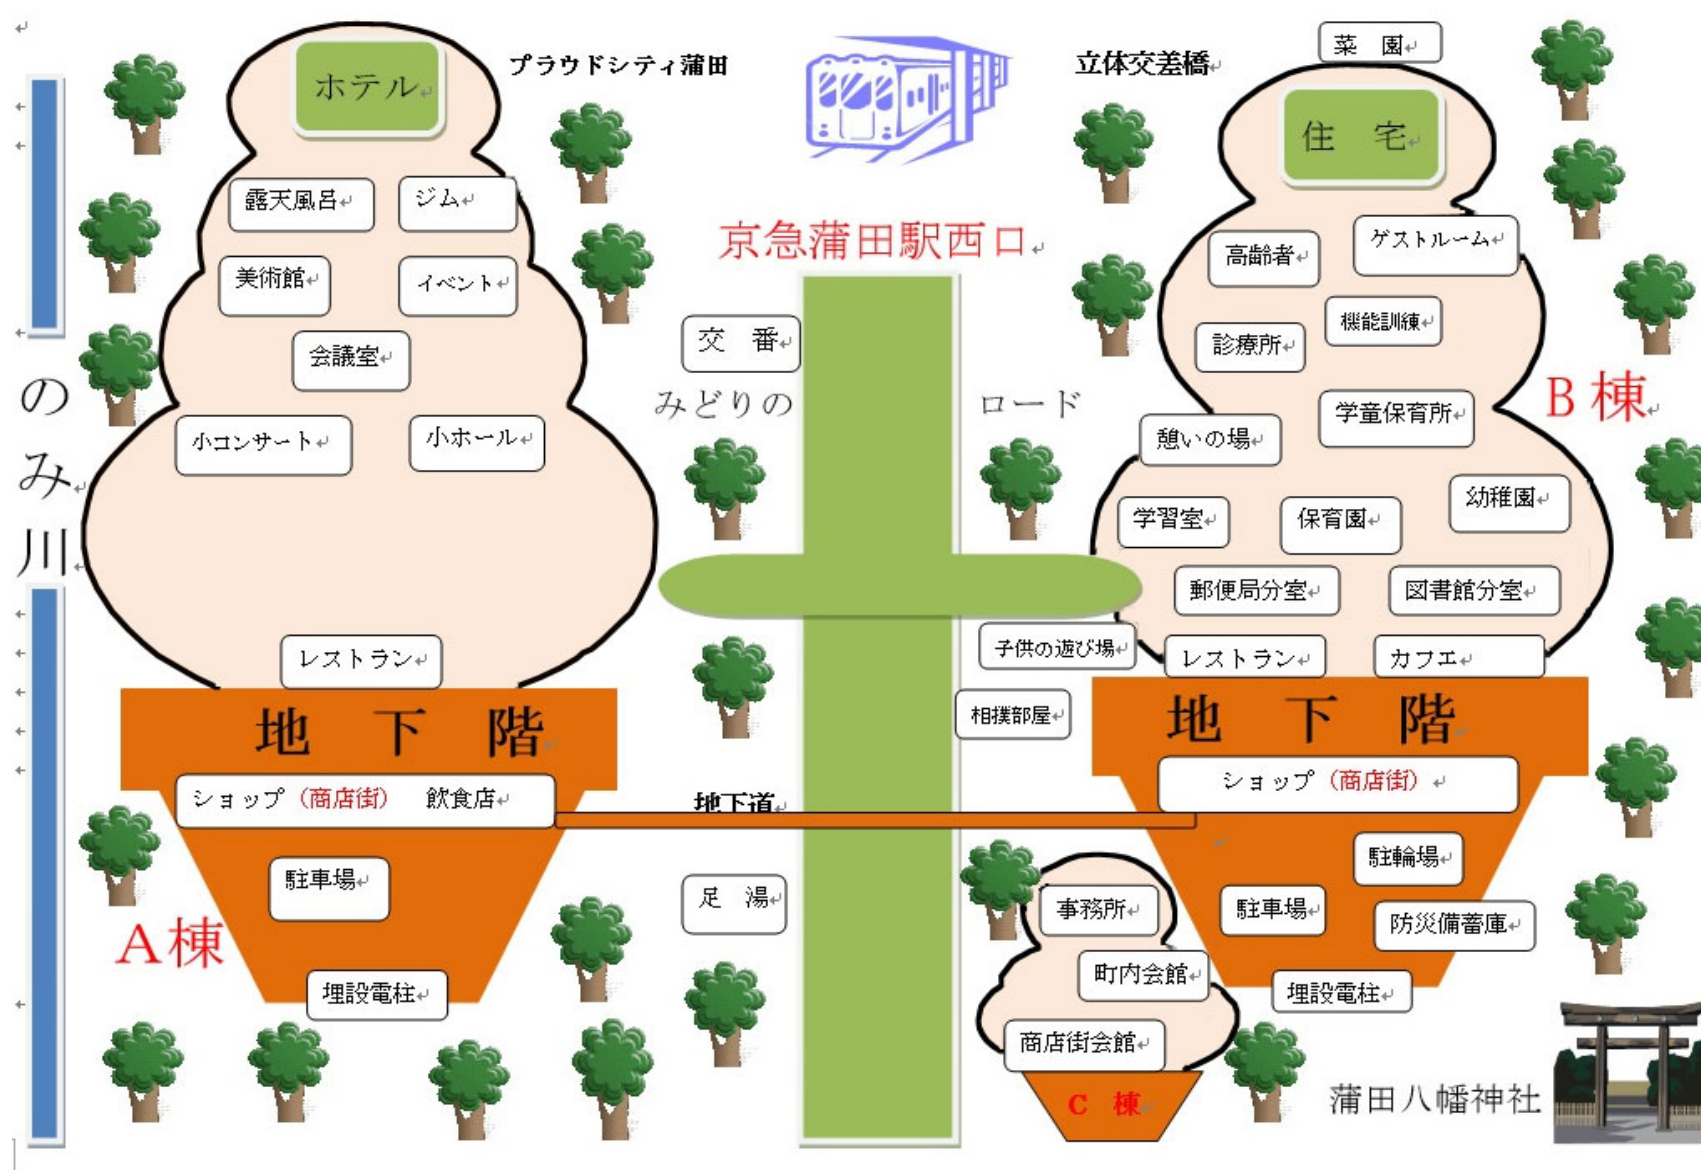 プラウドシティ蒲田
立体交差橋
菜　園
ホテル
住　宅
露天風呂
ジム
京急蒲田駅西口
高齢者
ゲストルーム
美術館
イベント
交　番
診療所
機能訓練
会議室
のみ川
みどりの
ロード
B棟
小コンサート
小ホール
憩いの場
学童保育所
学習室
保育園
幼稚園
郵便局分室
図書館分室
レストラン
子供の遊び場
レストラン
カフエ
地　下　階
相撲部屋
地　下　階
ショップ（商店街）　飲食店
地下道
ショップ（商店街）
駐車場
足　湯
事務所
駐輪場
駐車場
防災備蓄庫
A棟
町内会館
埋設電柱
埋設電柱
商店街会館
C　棟
蒲田八幡神社